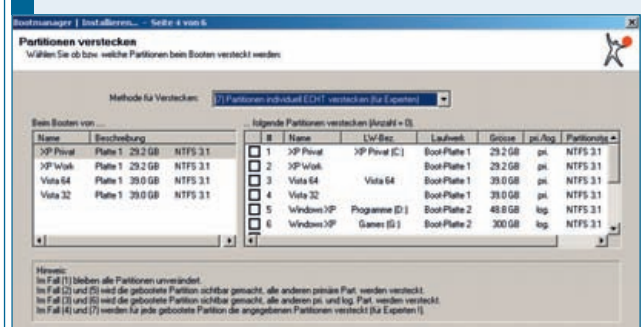 Bootmanager | Installieren... - Seite 4 von 6
Partitionen verstecken
Wählen Sie ob bzw. welche Partitionen beim Booten versteckt werden:
Methode für Verstecken: (7) Partitionen individuell ECHT verstecken (für Experten)
Beim Booten von ...
Name Beschreibung
XP Privat Platte 1 29.2 GB NTFS 3.1
XP Work Platte 1 29.2 GB NTFS 3.1
Vista 64 Platte 1 39.0 GB NTFS 3.1
Vista 32 Platte 1 39.0 GB NTFS 3.1
... folgende Partitionen verstecken (Anzahl = 0):
# Name LW-Bez. Laufwerk Grösse pri./log. Partitionstyp
1 XP Privat XP Privat (C:) Boot-Platte 1 29.2 GB pri. NTFS 3.1
2 XP Work Boot-Platte 1 29.2 GB pri. NTFS 3.1
3 Vista 64 Vista 64 Boot-Platte 1 39.0 GB pri. NTFS 3.1
4 Vista 32 Boot-Platte 1 39.0 GB pri. NTFS 3.1
5 Windows XP Programme (D:) Boot-Platte 2 48.8 GB log. NTFS 3.1
6 Windows XP Games (G:) Boot-Platte 2 300 GB log. NTFS 3.1
Hinweis:
Im Fall (1) bleiben alle Partitionen unverändert.
Im Fall (2) und (5) wird die gebootete Partition sichtbar gemacht, alle anderen primäre Part. werden versteckt.
Im Fall (3) und (6) wird die gebootete Partition sichtbar gemacht, alle anderen pri. und log. Part. werden versteckt.
Im Fall (4) und (7) werden für jede gebootete Partition die angegebenen Partitionen versteckt (für Experten !).